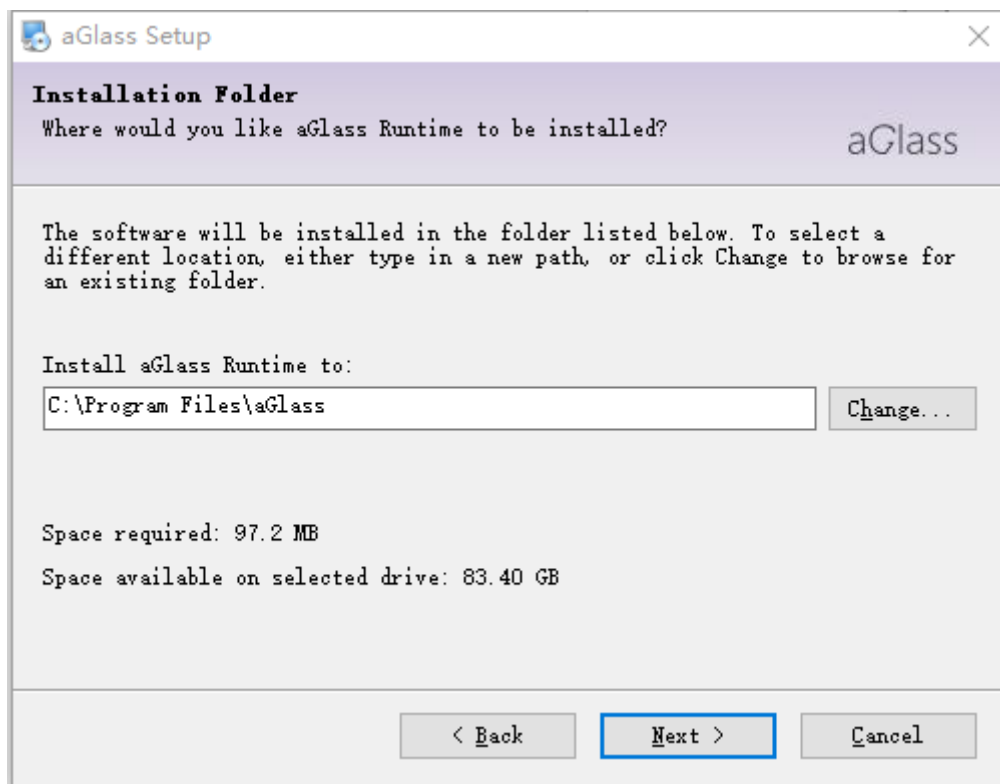 aGlass Setup
Installation Folder
Where would you like aGlass Runtime to be installed?
aGlass
The software will be installed in the folder listed below. To select a
different location, either type in a new path, or click Change to browse for
an existing folder.
Install aGlass Runtime to:
C:\Program Files\aGlass
Change...
Space required: 97.2 MB
Space available on selected drive: 83.40 GB
< Back
Next >
Cancel